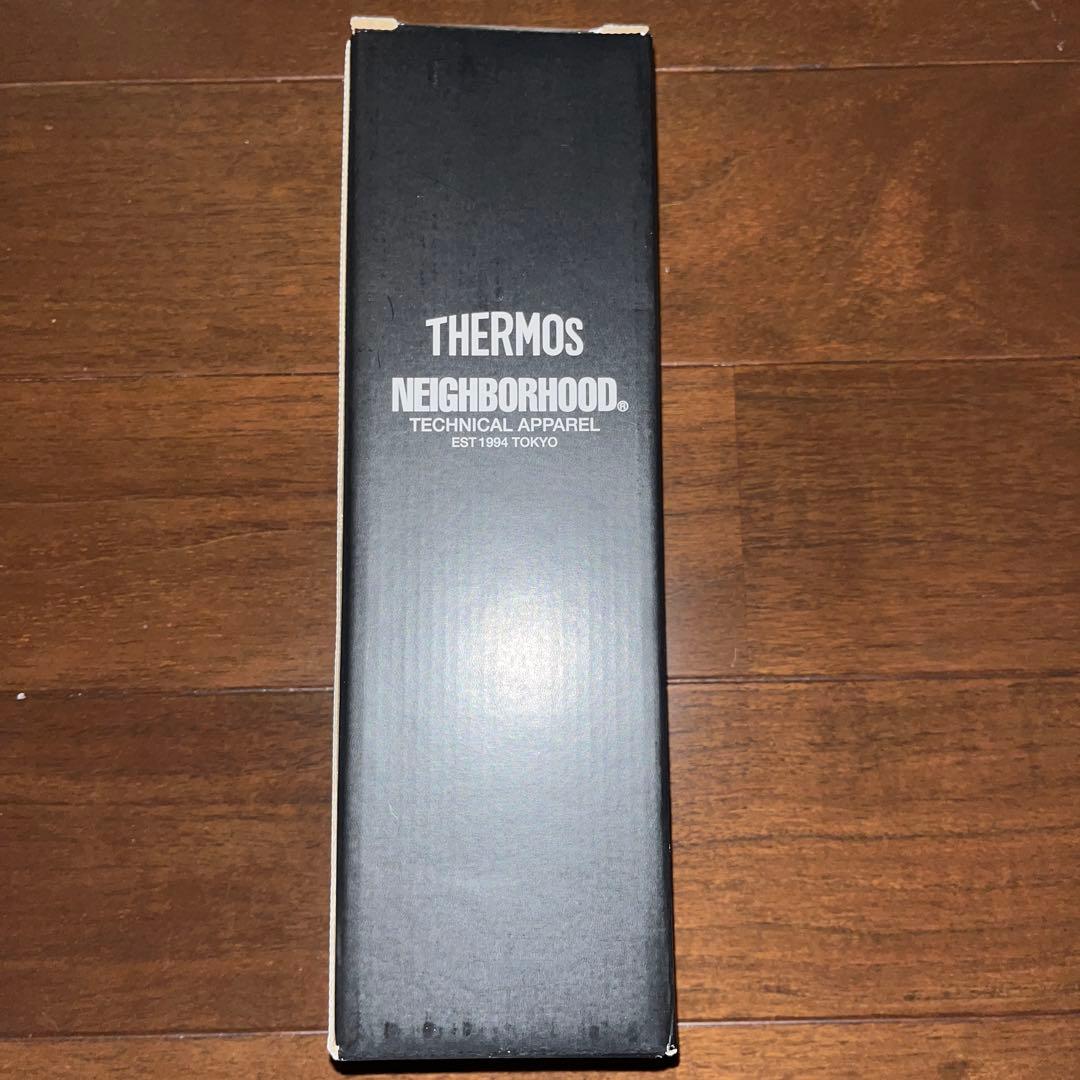 THERMOS
NEIGHBORHOOD®
TECHNICAL APPAREL
EST 1994 TOKYO